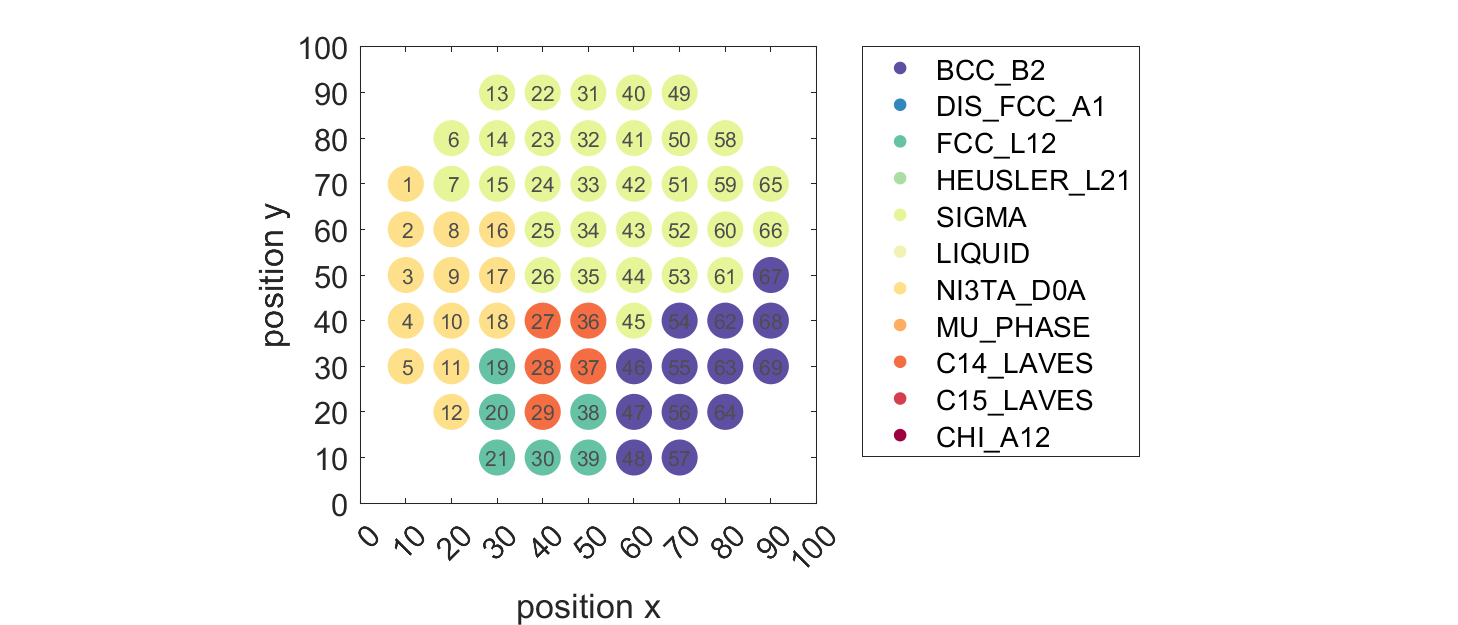 100
90
80
70
60
50
40
30
20
10
0
position y
13 22 31 40 49
6 14 23 32 41 50 58
1 7 15 24 33 42 51 59 65
2 8 16 25 34 43 52 60 66
3 9 17 26 35 44 53 61 67
4 10 18 27 36 45 54 62 68
5 11 19 28 37 46 55 63 69
12 20 29 38 47 56 64
21 30 39 48 57
0 10 20 30 40 50 60 70 80 90 100
position x
BCC_B2
DIS_FCC_A1
FCC_L12
HEUSLER_L21
SIGMA
LIQUID
NI3TA_D0A
MU_PHASE
C14_LAVES
C15_LAVES
CHI_A12